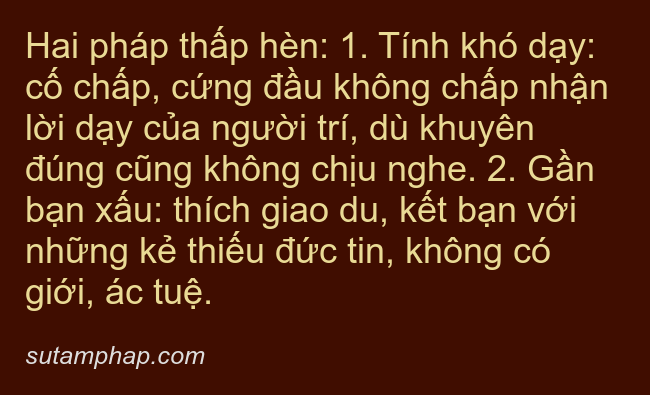 Hai pháp thấp hèn: 1. Tính khó dạy:
cố chấp, cứng đầu không chấp nhận
lời dạy của người trí, dù khuyên
đúng cũng không chịu nghe. 2. Gần
bạn xấu: thích giao du, kết bạn với
những kẻ thiếu đức tin, không có
giới, ác tuệ.
sutamphap.com